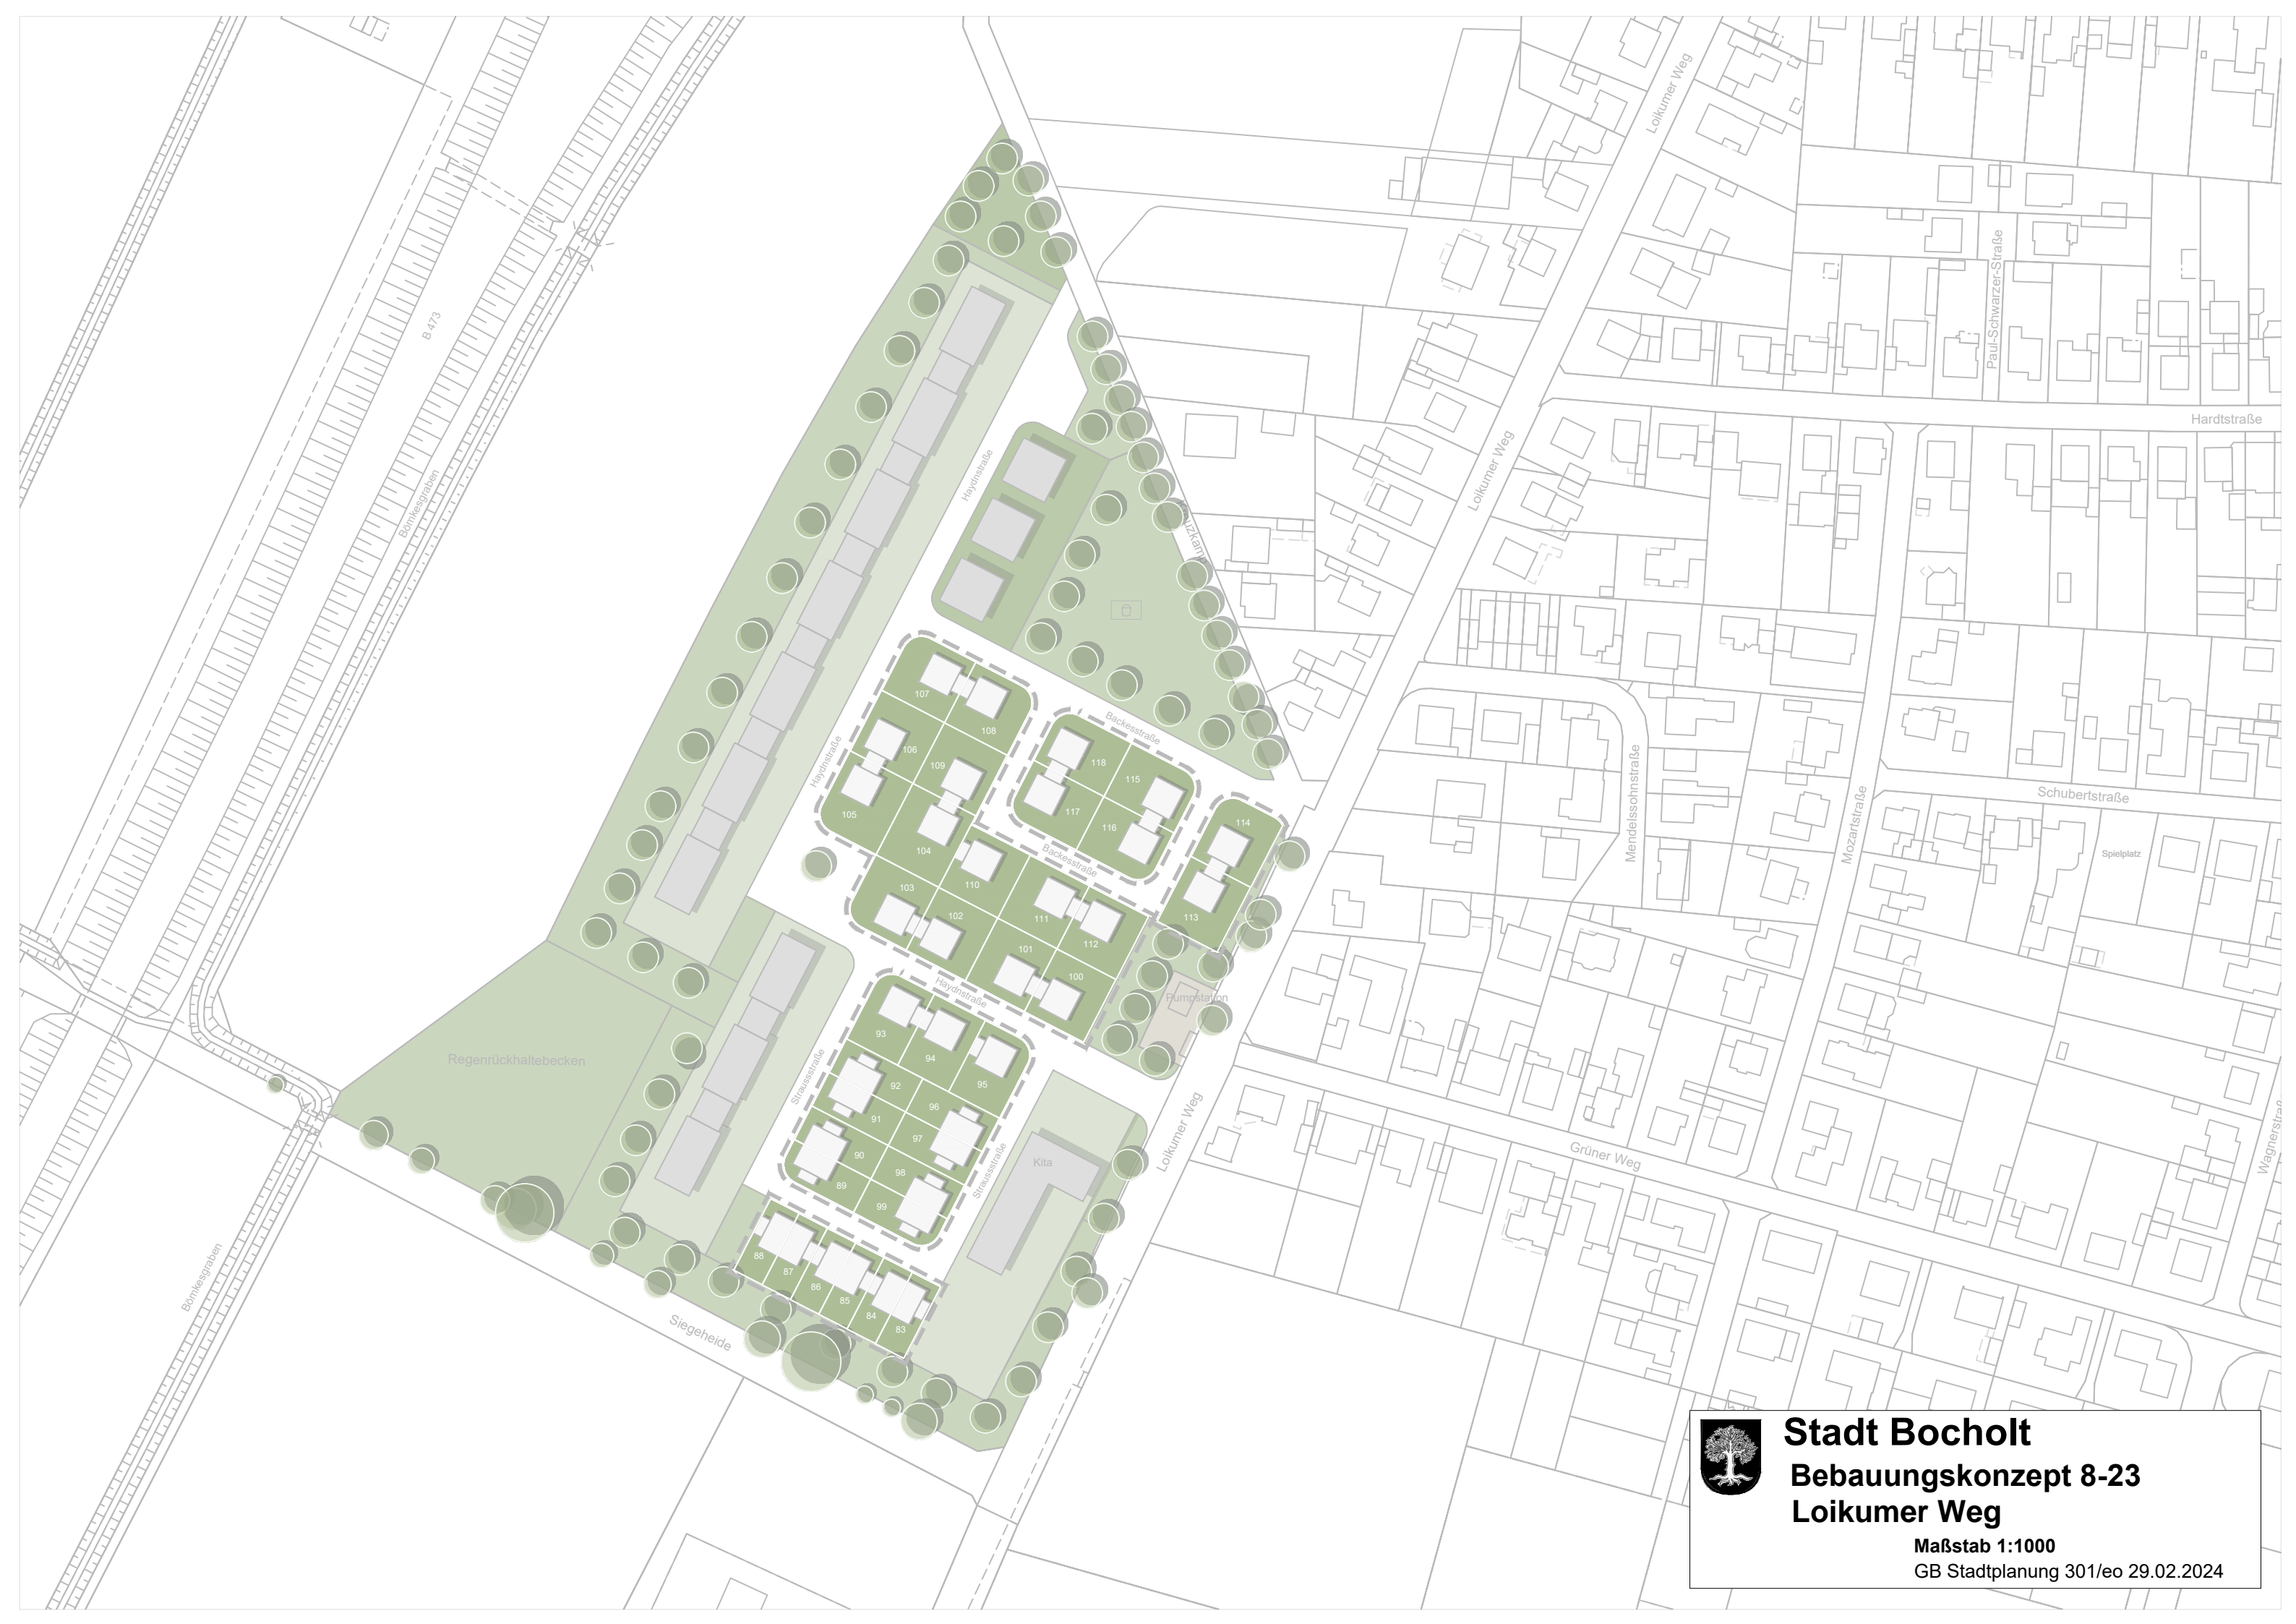 Loikumer Weg
Paul-Schwarzer-Straße
B 473
Hardtstraße
Loikumer Weg
Haydnstraße
Bömkesgraben
107
108
Backesstraße
106
109
118
115
Haydnstraße
105
117
116
114
Mendelssohnstraße
Mozartstraße
Schubertstraße
104
Backesstraße
Spielplatz
103
110
102
111
113
101
112
100
Haydnstraße
Pumpstation
93
94
95
Regenrückhaltebecken
Straussstraße
92
96
91
97
90
98
89
99
Straussstraße
Kita
Loikumer Weg
Grüner Weg
88
87
86
85
84
83
Bömkesgraben
Siegeheide
Stadt Bocholt
Bebauungskonzept 8-23
Loikumer Weg
Maßstab 1:1000
GB Stadtplanung 301/eo 29.02.2024